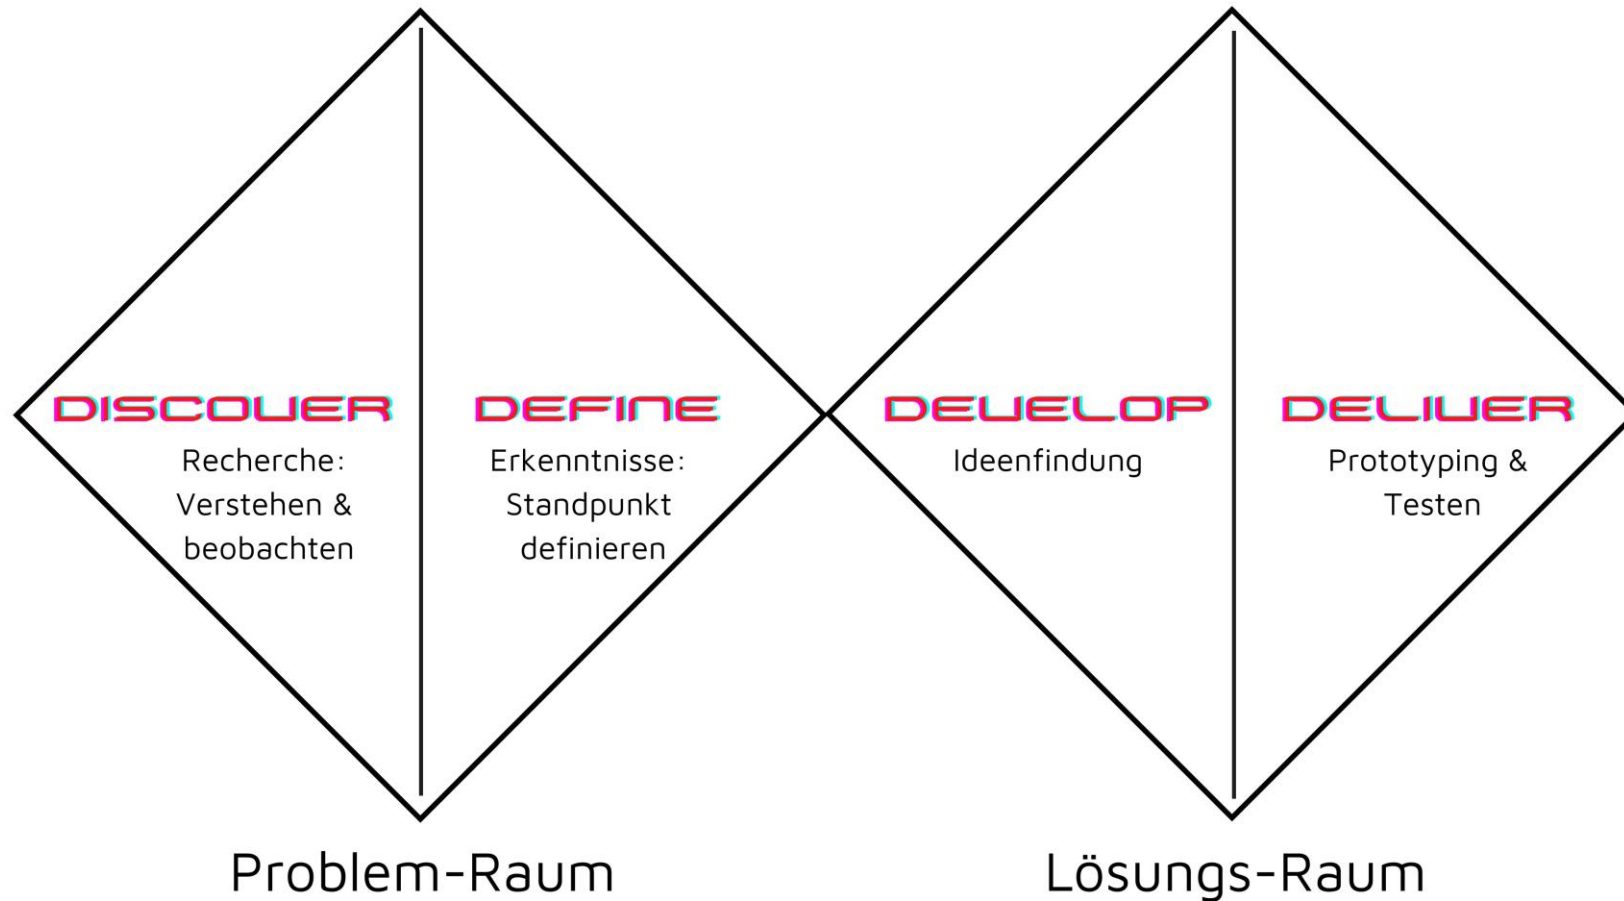 DISCOVER
Recherche:
Verstehen &
beobachten
DEFINE
Erkenntnisse:
Standpunkt
definieren
DEVELOP
Ideenfindung
DELIVER
Prototyping &
Testen
Problem-Raum
Lösungs-Raum